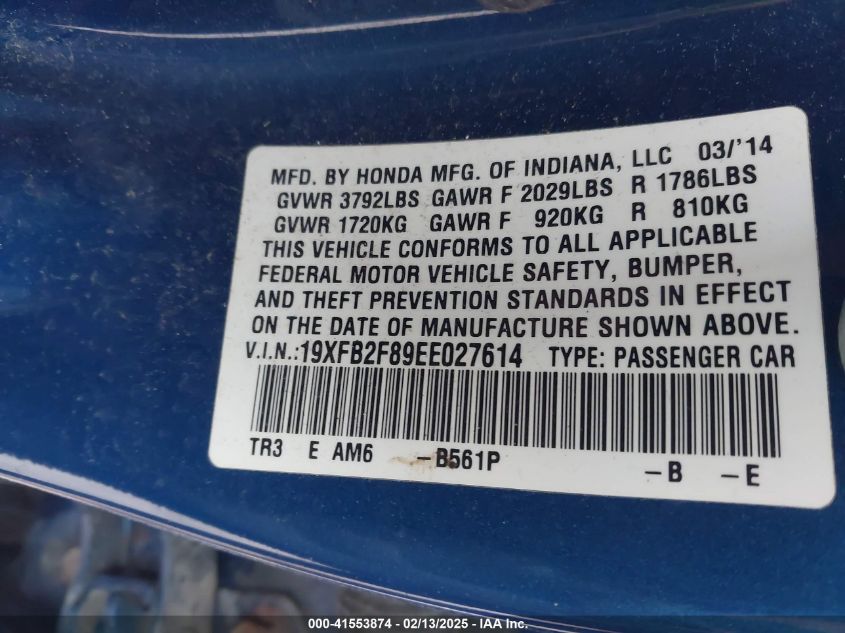 MFD. BY HONDA MFG. OF INDIANA, LLC 03/'14
GVWR 3792LBS GAWR F 2029LBS R 1786LBS
GVWR 1720KG GAWR F 920KG R 810KG
THIS VEHICLE CONFORMS TO ALL APPLICABLE
FEDERAL MOTOR VEHICLE SAFETY, BUMPER,
AND THEFT PREVENTION STANDARDS IN EFFECT
ON THE DATE OF MANUFACTURE SHOWN ABOVE.
V.I.N.:19XFB2F89EE027614 TYPE: PASSENGER CAR
TR3 E AM6 -B561P -B -E
000-41553874 - 02/13/2025 - IAA Inc.